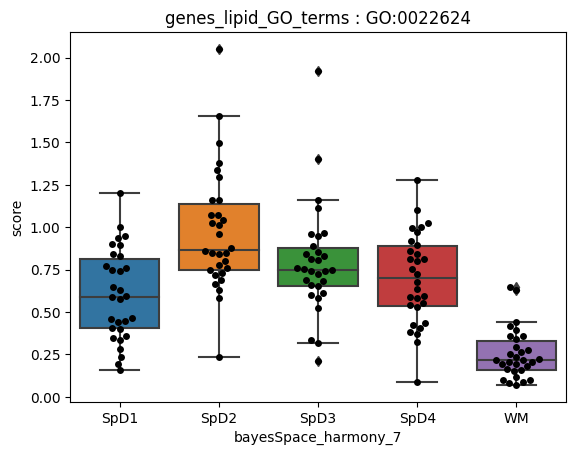 genes_lipid_GO_terms : GO:0022624
2.00
1.75
1.50
1.25
1.00
0.75
0.50
0.25
0.00
score
SpD1 SpD2 SpD3 SpD4 WM
bayesSpace_harmony_7